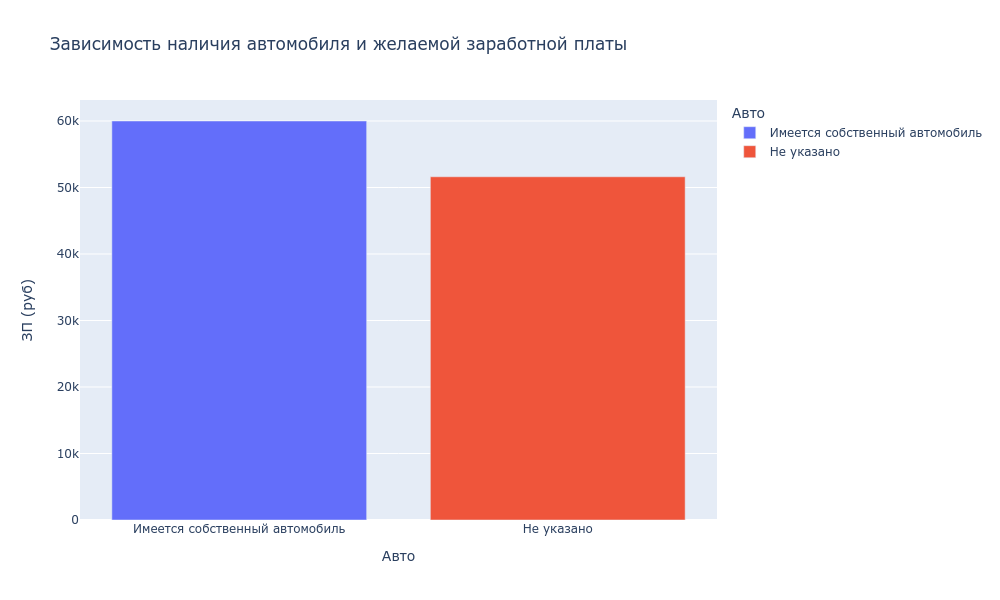 Зависимость наличия автомобиля и желаемой заработной платы
ЗП (руб)
60k
50k
40k
30k
20k
10k
0
Имеется собственный автомобиль
Не указано
Авто
Авто
Имеется собственный автомобиль
Не указано